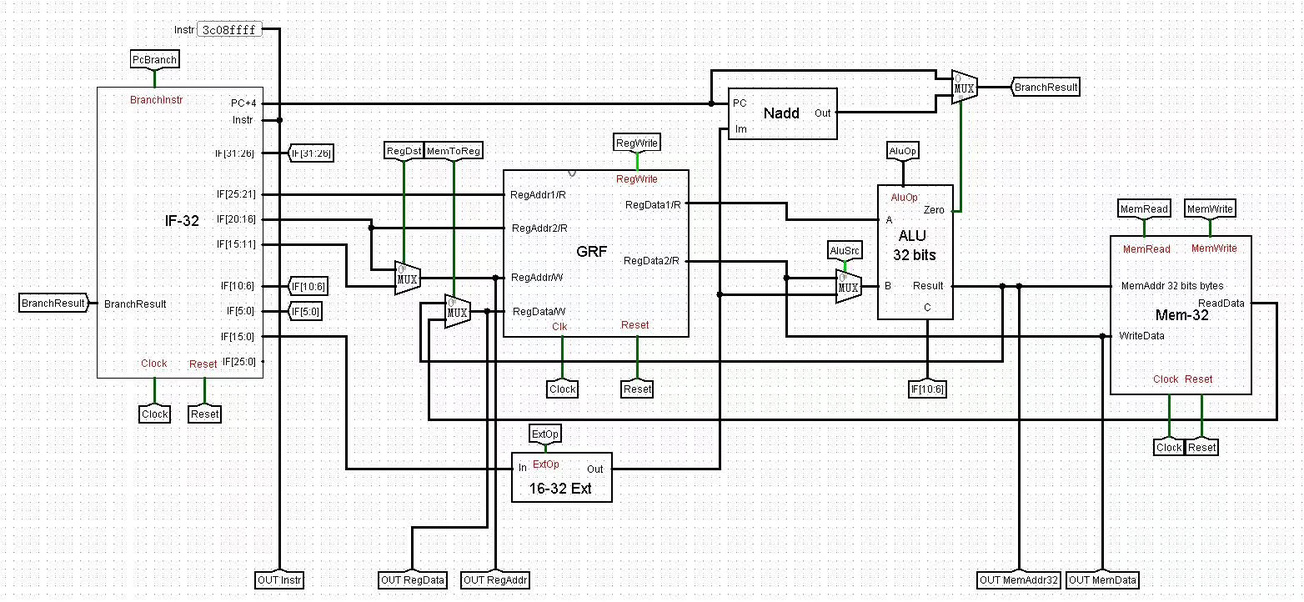 Instr 3c08ffff
PcBranch
BranchInstr
PC+4
Instr
IF[31:26] IF[31:26]
IF[25:21]
IF[20:16]
IF-32
IF[15:11]
IF[10:6] IF[10:6]
BranchResult BranchResult
IF[5:0] IF[5:0]
IF[15:0]
IF[25:0]
Clock Reset
Clock Reset
RegDst MemToReg
MUX
MUX
RegWrite
RegWrite
RegAddr1/R RegData1/R
RegAddr2/R
GRF
RegData2/R
RegAddr/W
RegData/W
Clk Reset
Clock Reset
ExtOp
In ExtOp Out
16-32 Ext
PC
Nadd Out
Im
MUX BranchResult
AluOp
AluOp
Zero
A
ALU
32 bits
AluSrc
MUX
B Result
C
IF[10:6]
MemRead MemWrite
MemRead MemWrite
MemAddr 32 bits bytes
ReadData
Mem-32
WriteData
Clock Reset
Clock Reset
OUT Instr OUT RegData OUT RegAddr OUT MemAddr32 OUT MemData